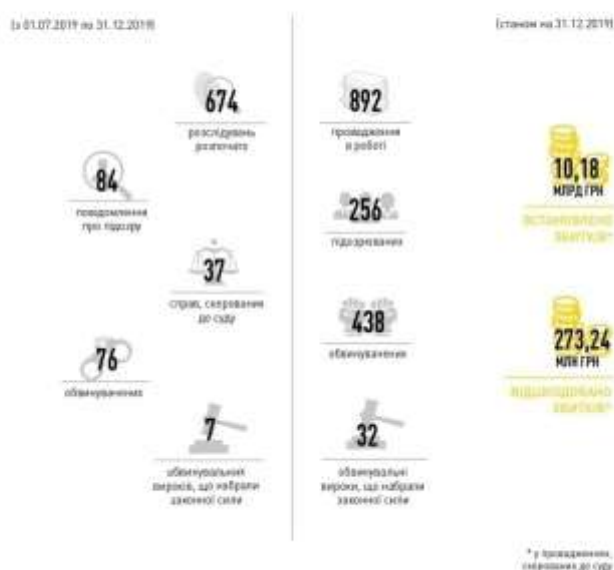 (з 01.07.2019 по 31.12.2019)
674
розслідувань
розпочато
84
повідомлення
про підозру
37
справ, скерованих
до суду
76
обвинувачених
7
обвинувальних
вироків, що набрали
законної сили
(станом на 31.12.2019)
892
провадження
в роботі
256
підозрюваних
438
обвинувачених
32
обвинувальні
вироки, що набрали
законної сили
10,18
МЛРД ГРН
ВСТАНОВЛЕНО
ЗБИТКІВ*
273,24
МЛН ГРН
ВІДШКОДОВАНО
ЗБИТКІВ*
* у провадженнях,
скерованих до суду